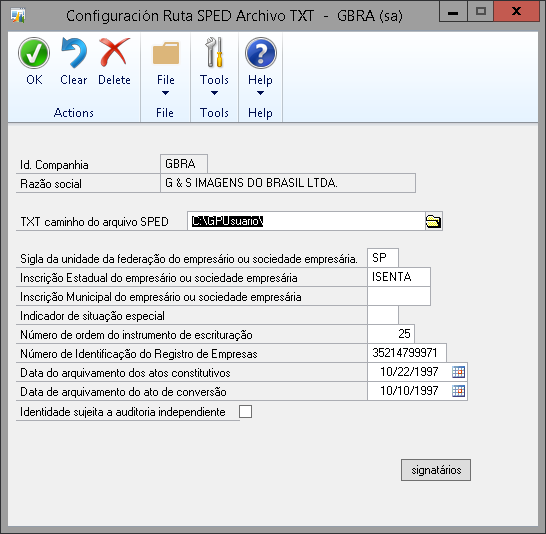 Configuración Ruta SPED Archivo TXT  -  GBRA (sa)
OK Clear Delete File Tools Help
Actions File Tools Help
Id. Companhia GBRA
Razão social G & S IMAGENS DO BRASIL LTDA.
TXT caminho do arquivo SPED C:\GPUsuario\
Sigla da unidade da federação do empresário ou sociedade empresária. SP
Inscrição Estadual do empresário ou sociedade empresária ISENTA
Inscrição Municipal do empresário ou sociedade empresária
Indicador de situação especial
Número de ordem do instrumento de escrituração 25
Número de Identificação do Registro de Empresas 35214799971
Data do arquivamento dos atos constitutivos 10/22/1997
Data de arquivamento do ato de conversão 10/10/1997
Identidade sujeita a auditoria independiente
signatários